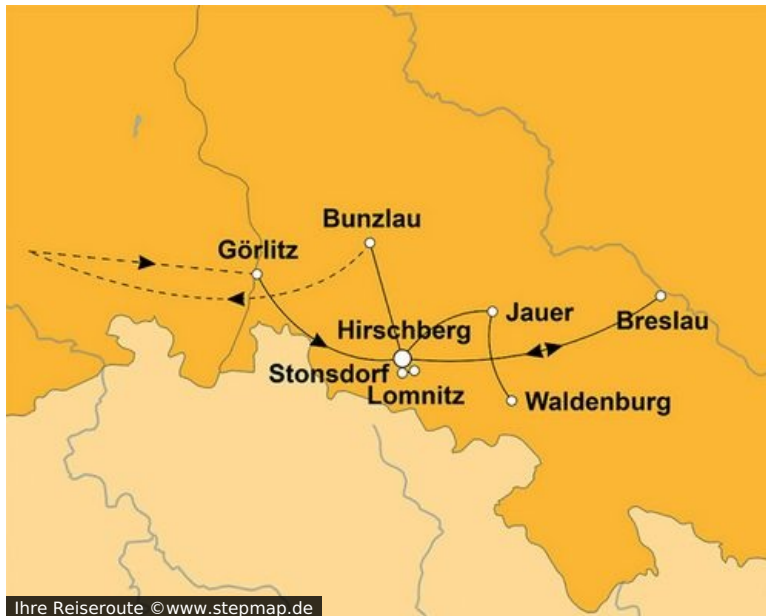 Bunzlau
Görlitz
Jauer
Breslau
Hirschberg
Stonsdorf
Lomnitz
Waldenburg
Ihre Reiseroute ©www.stepmap.de